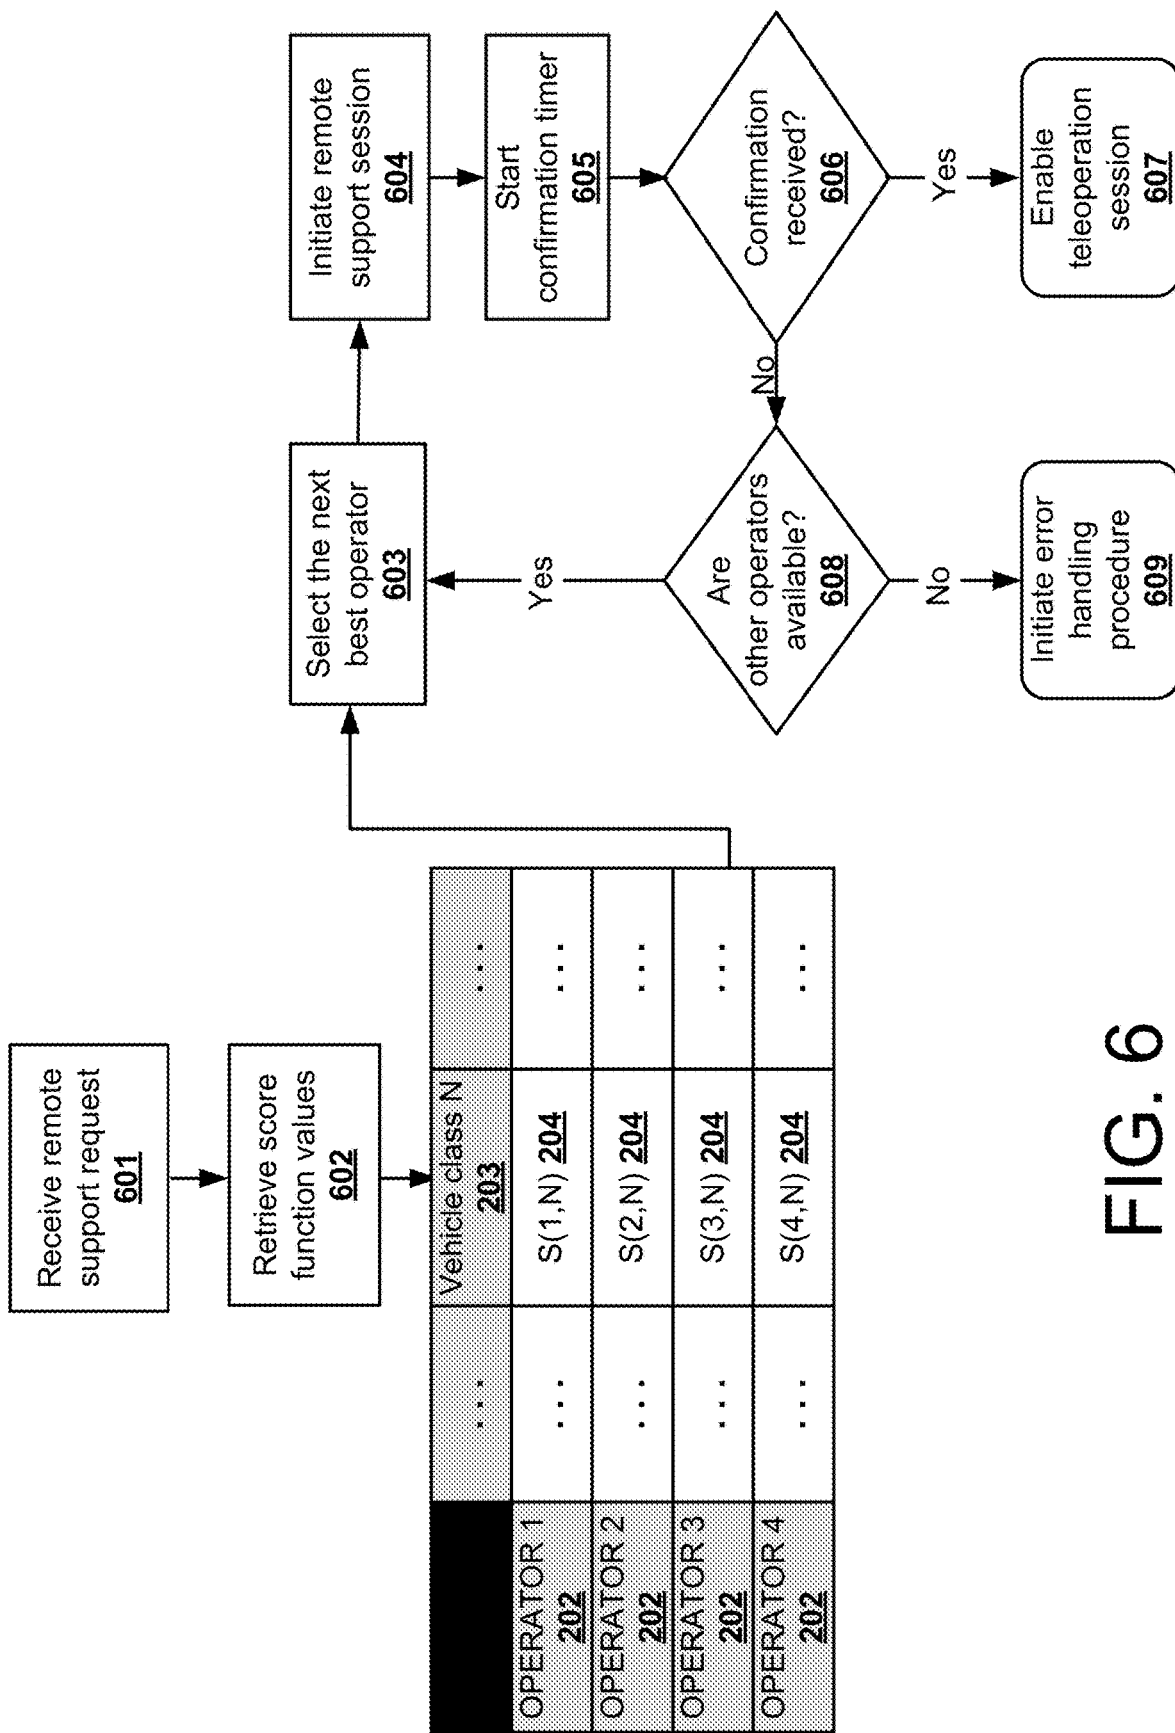 Receive remote
support request
601
Retrieve score
function values
602
... Vehicle class N ...
203
OPERATOR 1
202
... S(1,N) 204 ...
OPERATOR 2
202
... S(2,N) 204 ...
OPERATOR 3
202
... S(3,N) 204 ...
OPERATOR 4
202
... S(4,N) 204 ...
Select the next
best operator
603
Initiate remote
support session
604
Start
confirmation timer
605
Confirmation
received?
606
Yes
Enable
teleoperation
session
607
No
Are
other operators
available?
608
Yes
No
Initiate error
handling
procedure
609
FIG. 6